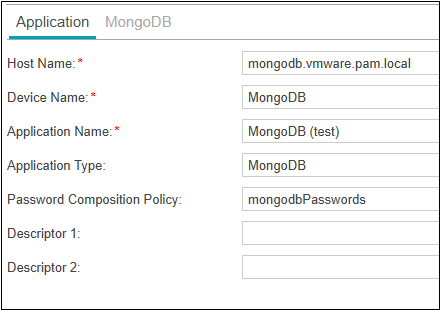 Application MongoDB
Host Name:* mongodb.vmware.pam.local
Device Name:* MongoDB
Application Name:* MongoDB (test)
Application Type: MongoDB
Password Composition Policy: mongodbPasswords
Descriptor 1:
Descriptor 2: